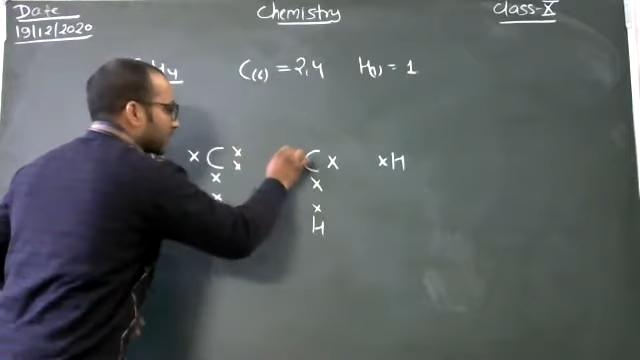 Date Chemistry Class-X
19/12/2020
C(6) = 2,4 H(1) = 1
x C x x C x x H
x x
x x
H